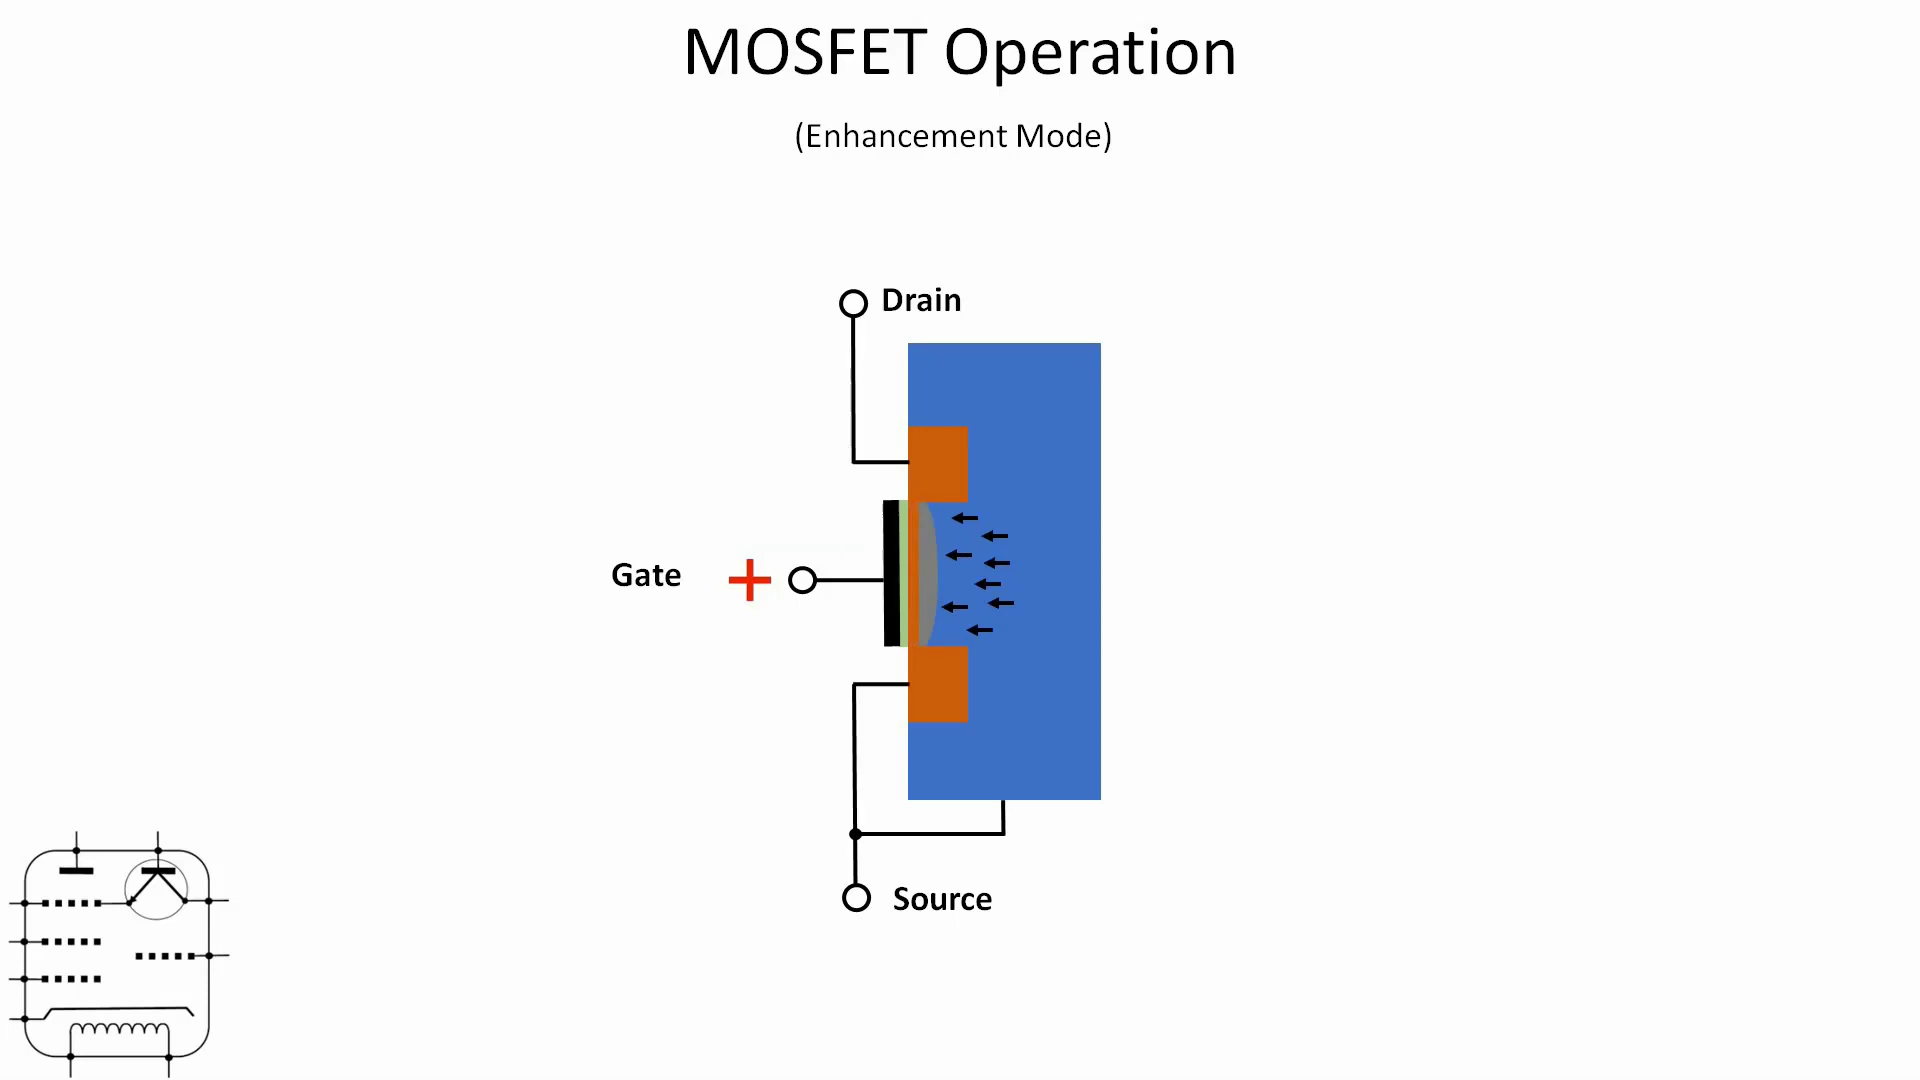 MOSFET Operation
(Enhancement Mode)
Drain
Gate +
Source